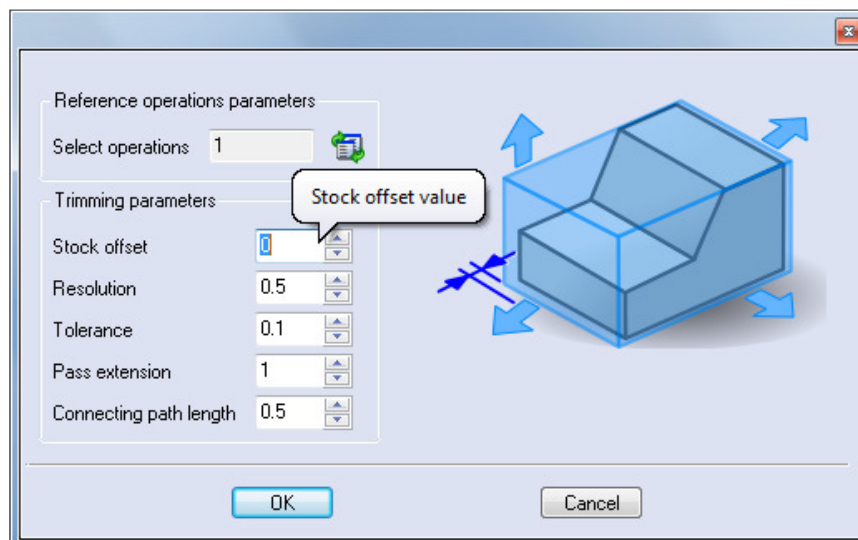 Reference operations parameters
Select operations 1
Trimming parameters
Stock offset value
Stock offset 0
Resolution 0.5
Tolerance 0.1
Pass extension 1
Connecting path length 0.5
OK Cancel